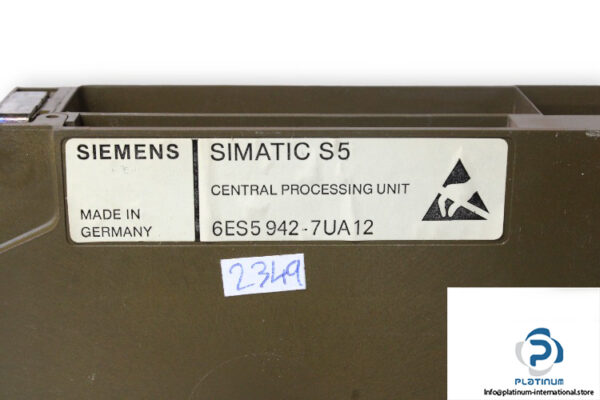 SIEMENS
SIMATIC S5
CENTRAL PROCESSING UNIT
MADE IN
GERMANY
6ES5 942-7UA12
2349
PLATINUM
Info@platinum-international.store